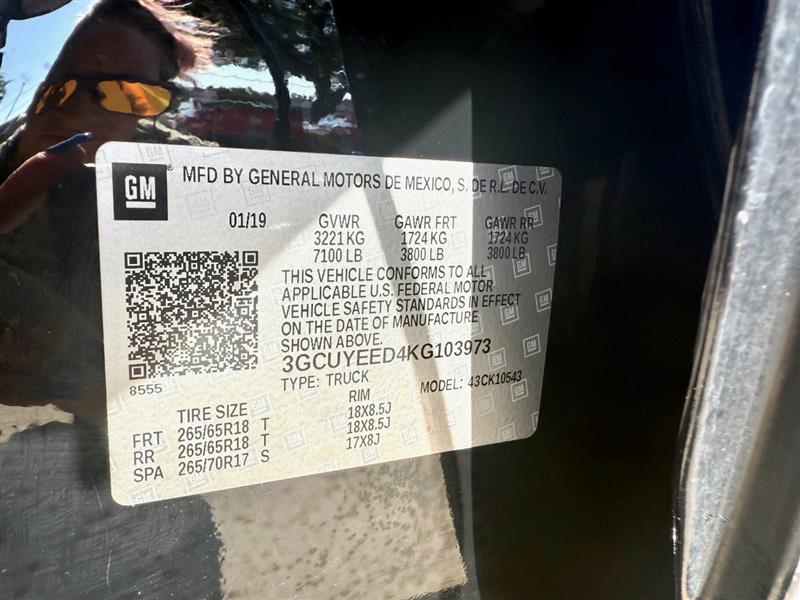 GM MFD BY GENERAL MOTORS DE MEXICO, S. DE R.L. DE C.V.
01/19 GVWR GAWR FRT GAWR RR
3221 KG 1724 KG 1724 KG
7100 LB 3800 LB 3800 LB
THIS VEHICLE CONFORMS TO ALL
APPLICABLE U.S. FEDERAL MOTOR
VEHICLE SAFETY STANDARDS IN EFFECT
ON THE DATE OF MANUFACTURE
SHOWN ABOVE.
3GCUYEED4KG103973
8555 TYPE: TRUCK MODEL: 43CK10543
TIRE SIZE RIM
FRT 265/65R18 T 18X8.5J
RR 265/65R18 T 18X8.5J
SPA 265/70R17 S 17X8J